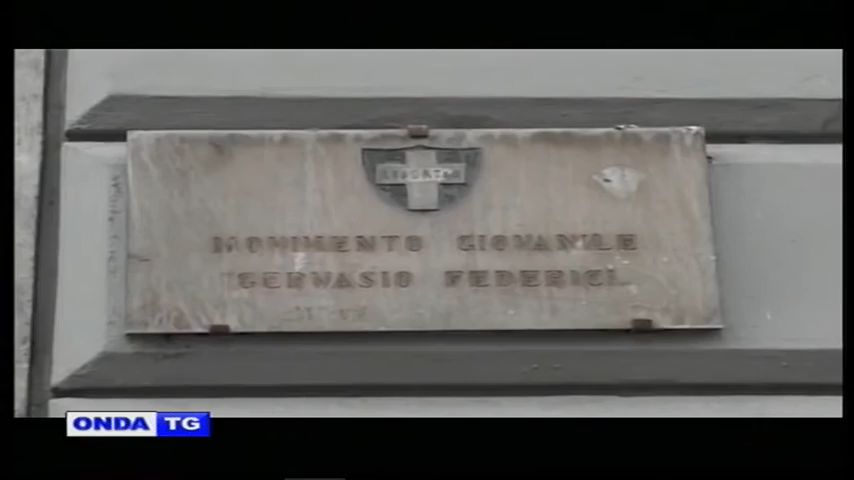 LIBERTAS
MOVIMENTO GIOVANILE
GERVASIO FEDERICI
ONDA TG